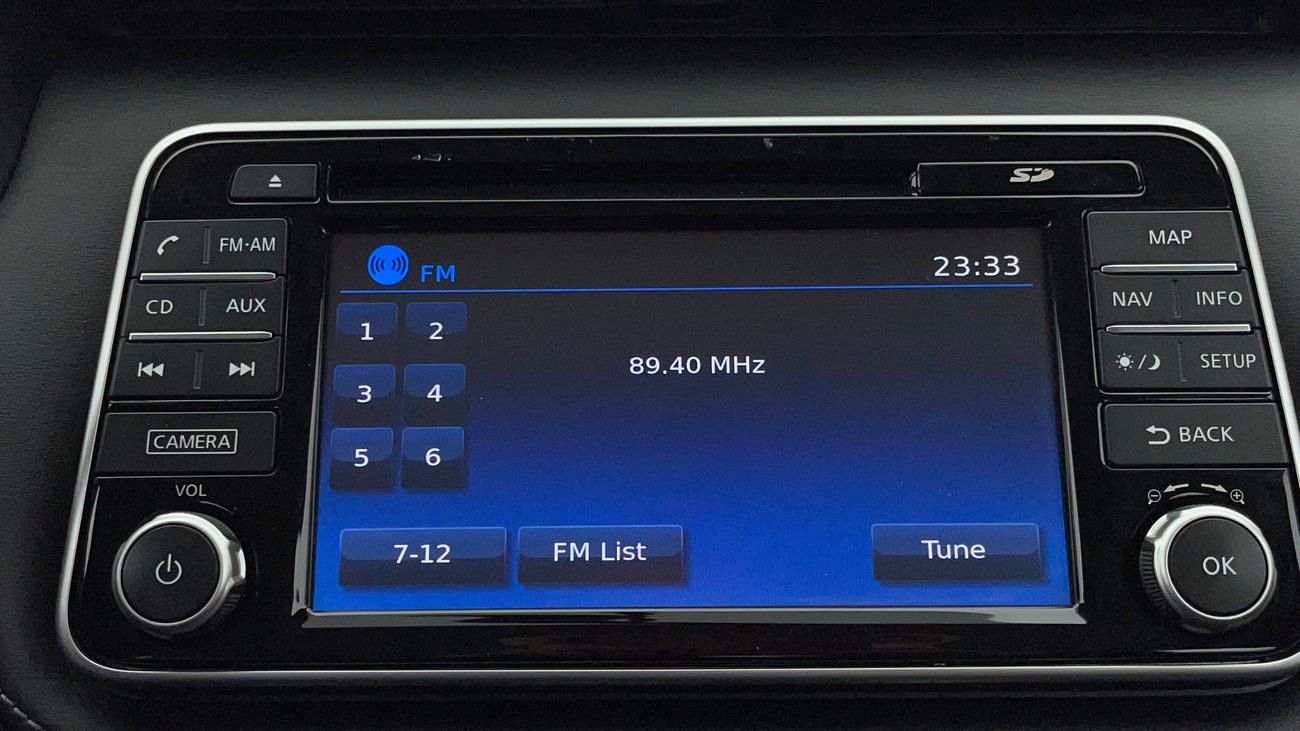 SD
FM·AM
CD AUX
CAMERA
VOL
FM 23:33
1 2
3 4
5 6
89.40 MHz
7-12 FM List Tune
MAP
NAV INFO
SETUP
BACK
OK